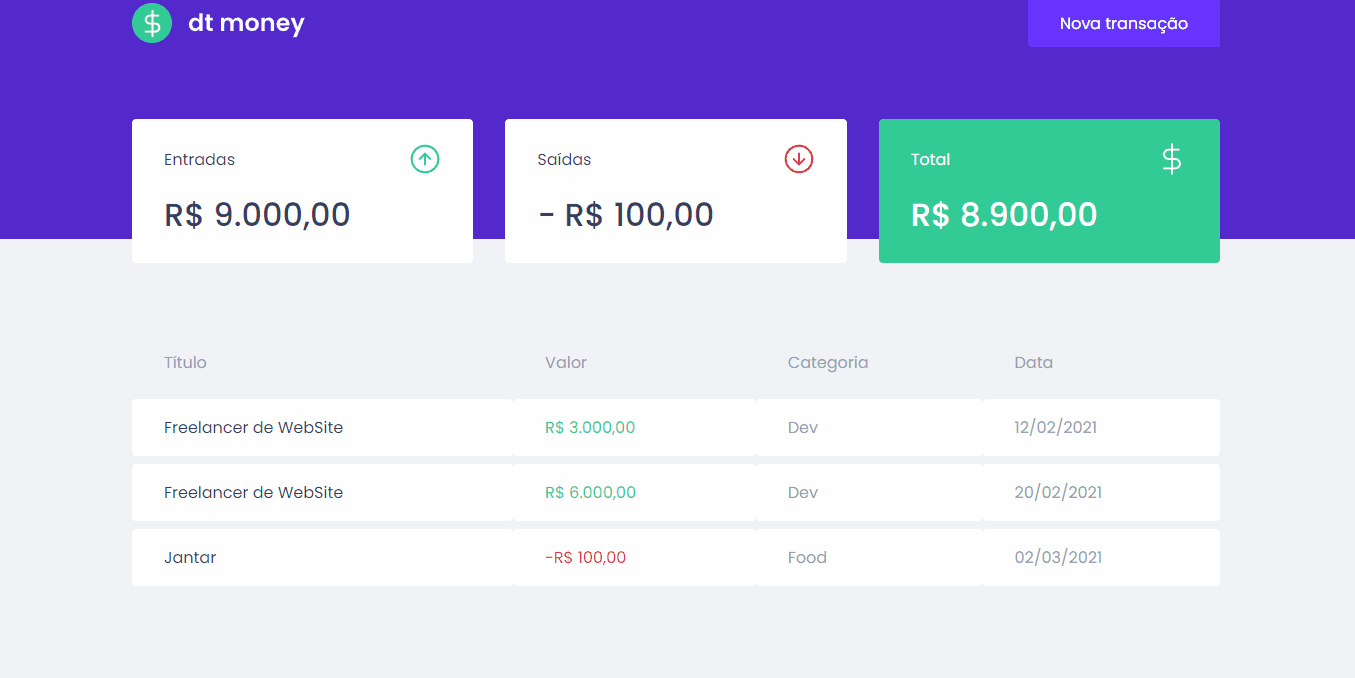 dt money
Nova transação
Entradas
R$ 9.000,00
Saídas
- R$ 100,00
Total
R$ 8.900,00
Título Valor Categoria Data
Freelancer de WebSite R$ 3.000,00 Dev 12/02/2021
Freelancer de WebSite R$ 6.000,00 Dev 20/02/2021
Jantar -R$ 100,00 Food 02/03/2021